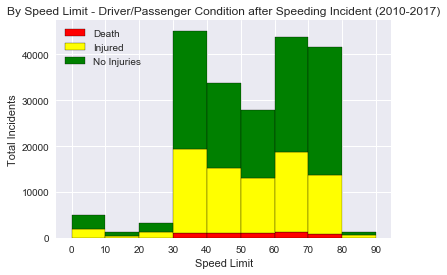 By Speed Limit - Driver/Passenger Condition after Speeding Incident (2010-2017)
Death
Injured
No Injuries
Total Incidents
40000
30000
20000
10000
0
0 10 20 30 40 50 60 70 80 90
Speed Limit